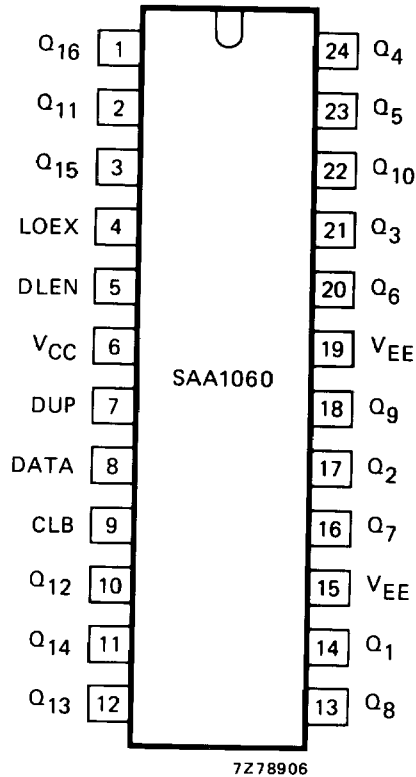 Q16 1 24 Q4
Q11 2 23 Q5
Q15 3 22 Q10
LOEX 4 21 Q3
DLEN 5 20 Q6
VCC 6 19 VEE
SAA1060
DUP 7 18 Q9
DATA 8 17 Q2
CLB 9 16 Q7
Q12 10 15 VEE
Q14 11 14 Q1
Q13 12 13 Q8
7Z78906